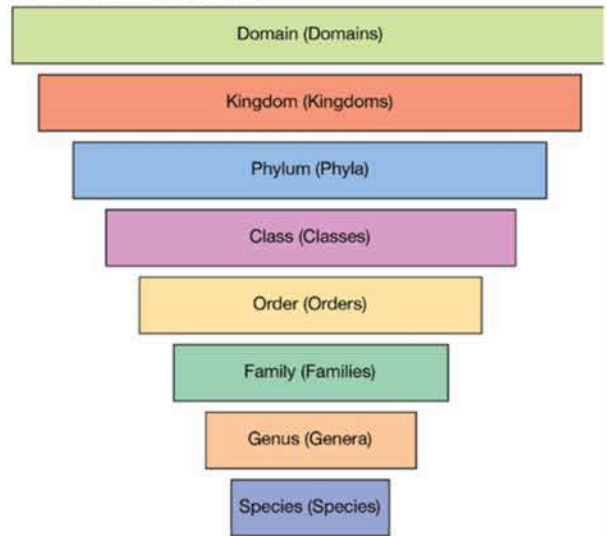 Domain (Domains)
Kingdom (Kingdoms)
Phylum (Phyla)
Class (Classes)
Order (Orders)
Family (Families)
Genus (Genera)
Species (Species)